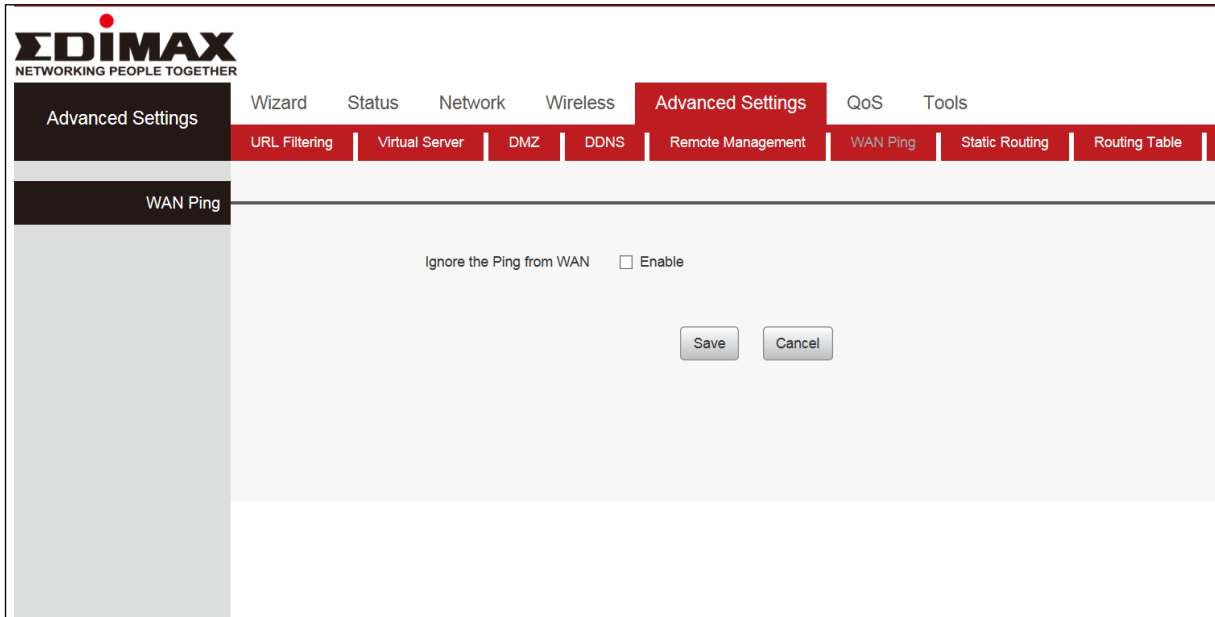 EDIMAX
NETWORKING PEOPLE TOGETHER
Advanced Settings
Wizard Status Network Wireless Advanced Settings QoS Tools
URL Filtering Virtual Server DMZ DDNS Remote Management WAN Ping Static Routing Routing Table
WAN Ping
Ignore the Ping from WAN Enable
Save Cancel